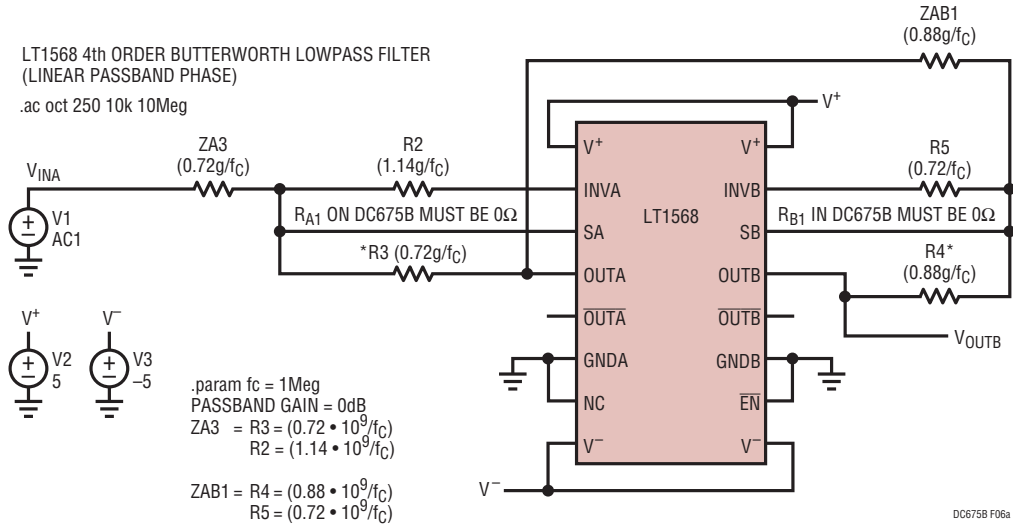 ZAB1
(0.88g/fC)
LT1568 4th ORDER BUTTERWORTH LOWPASS FILTER
(LINEAR PASSBAND PHASE)
.ac oct 250 10k 10Meg
V+
ZA3
(0.72g/fC)
R2
(1.14g/fC)
V+
V+
R5
(0.72/fC)
VINA
INVA
INVB
V1
AC1
RA1 ON DC675B MUST BE 0Ω
LT1568
RB1 IN DC675B MUST BE 0Ω
SA
SB
*R3 (0.72g/fC)
R4*
(0.88g/fC)
OUTA
OUTB
OUTA
OUTB
VOUTB
V+
V–
V2
5
V3
–5
GNDA
GNDB
NC
EN
V–
V–
.param fc = 1Meg
PASSBAND GAIN = 0dB
ZA3 = R3 = (0.72 • 10^9/fC)
R2 = (1.14 • 10^9/fC)
V–
ZAB1 = R4 = (0.88 • 10^9/fC)
R5 = (0.72 • 10^9/fC)
DC675B F06a